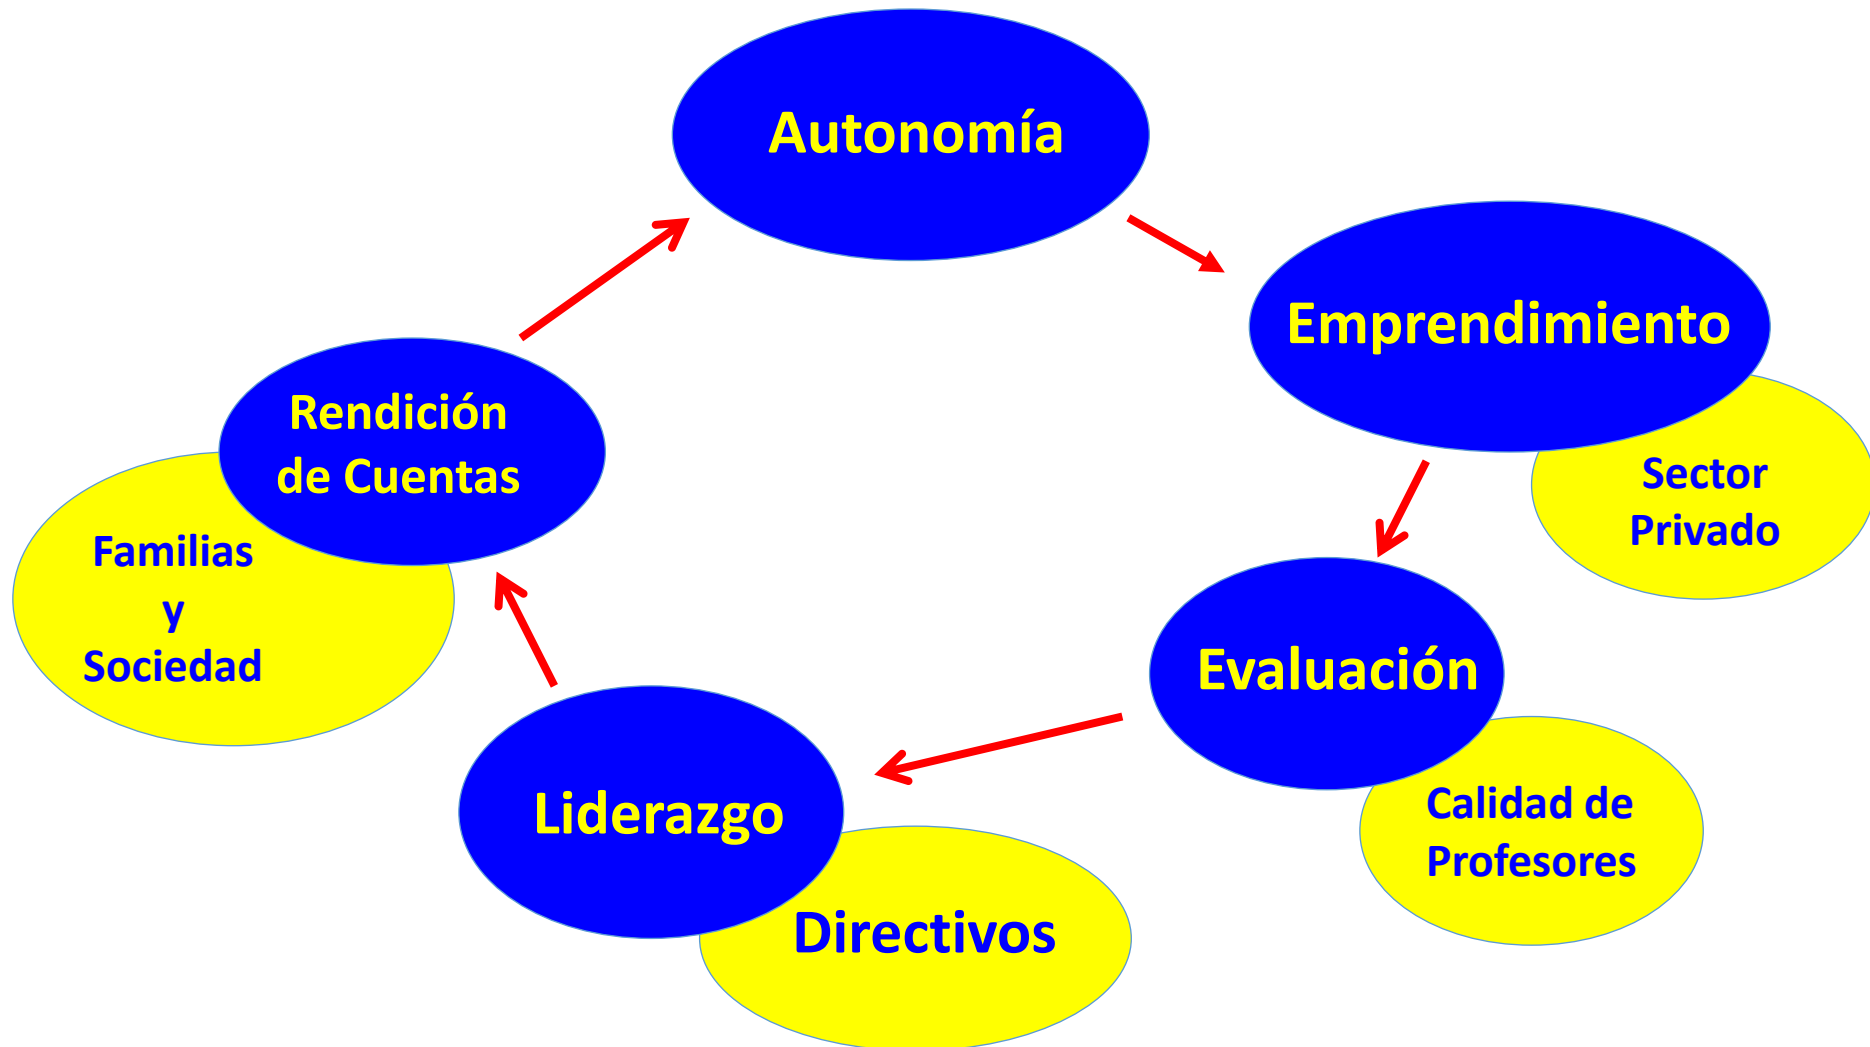 Autonomía
Emprendimiento
Sector
Privado
Evaluación
Calidad de
Profesores
Liderazgo
Directivos
Rendición
de Cuentas
Familias
y
Sociedad